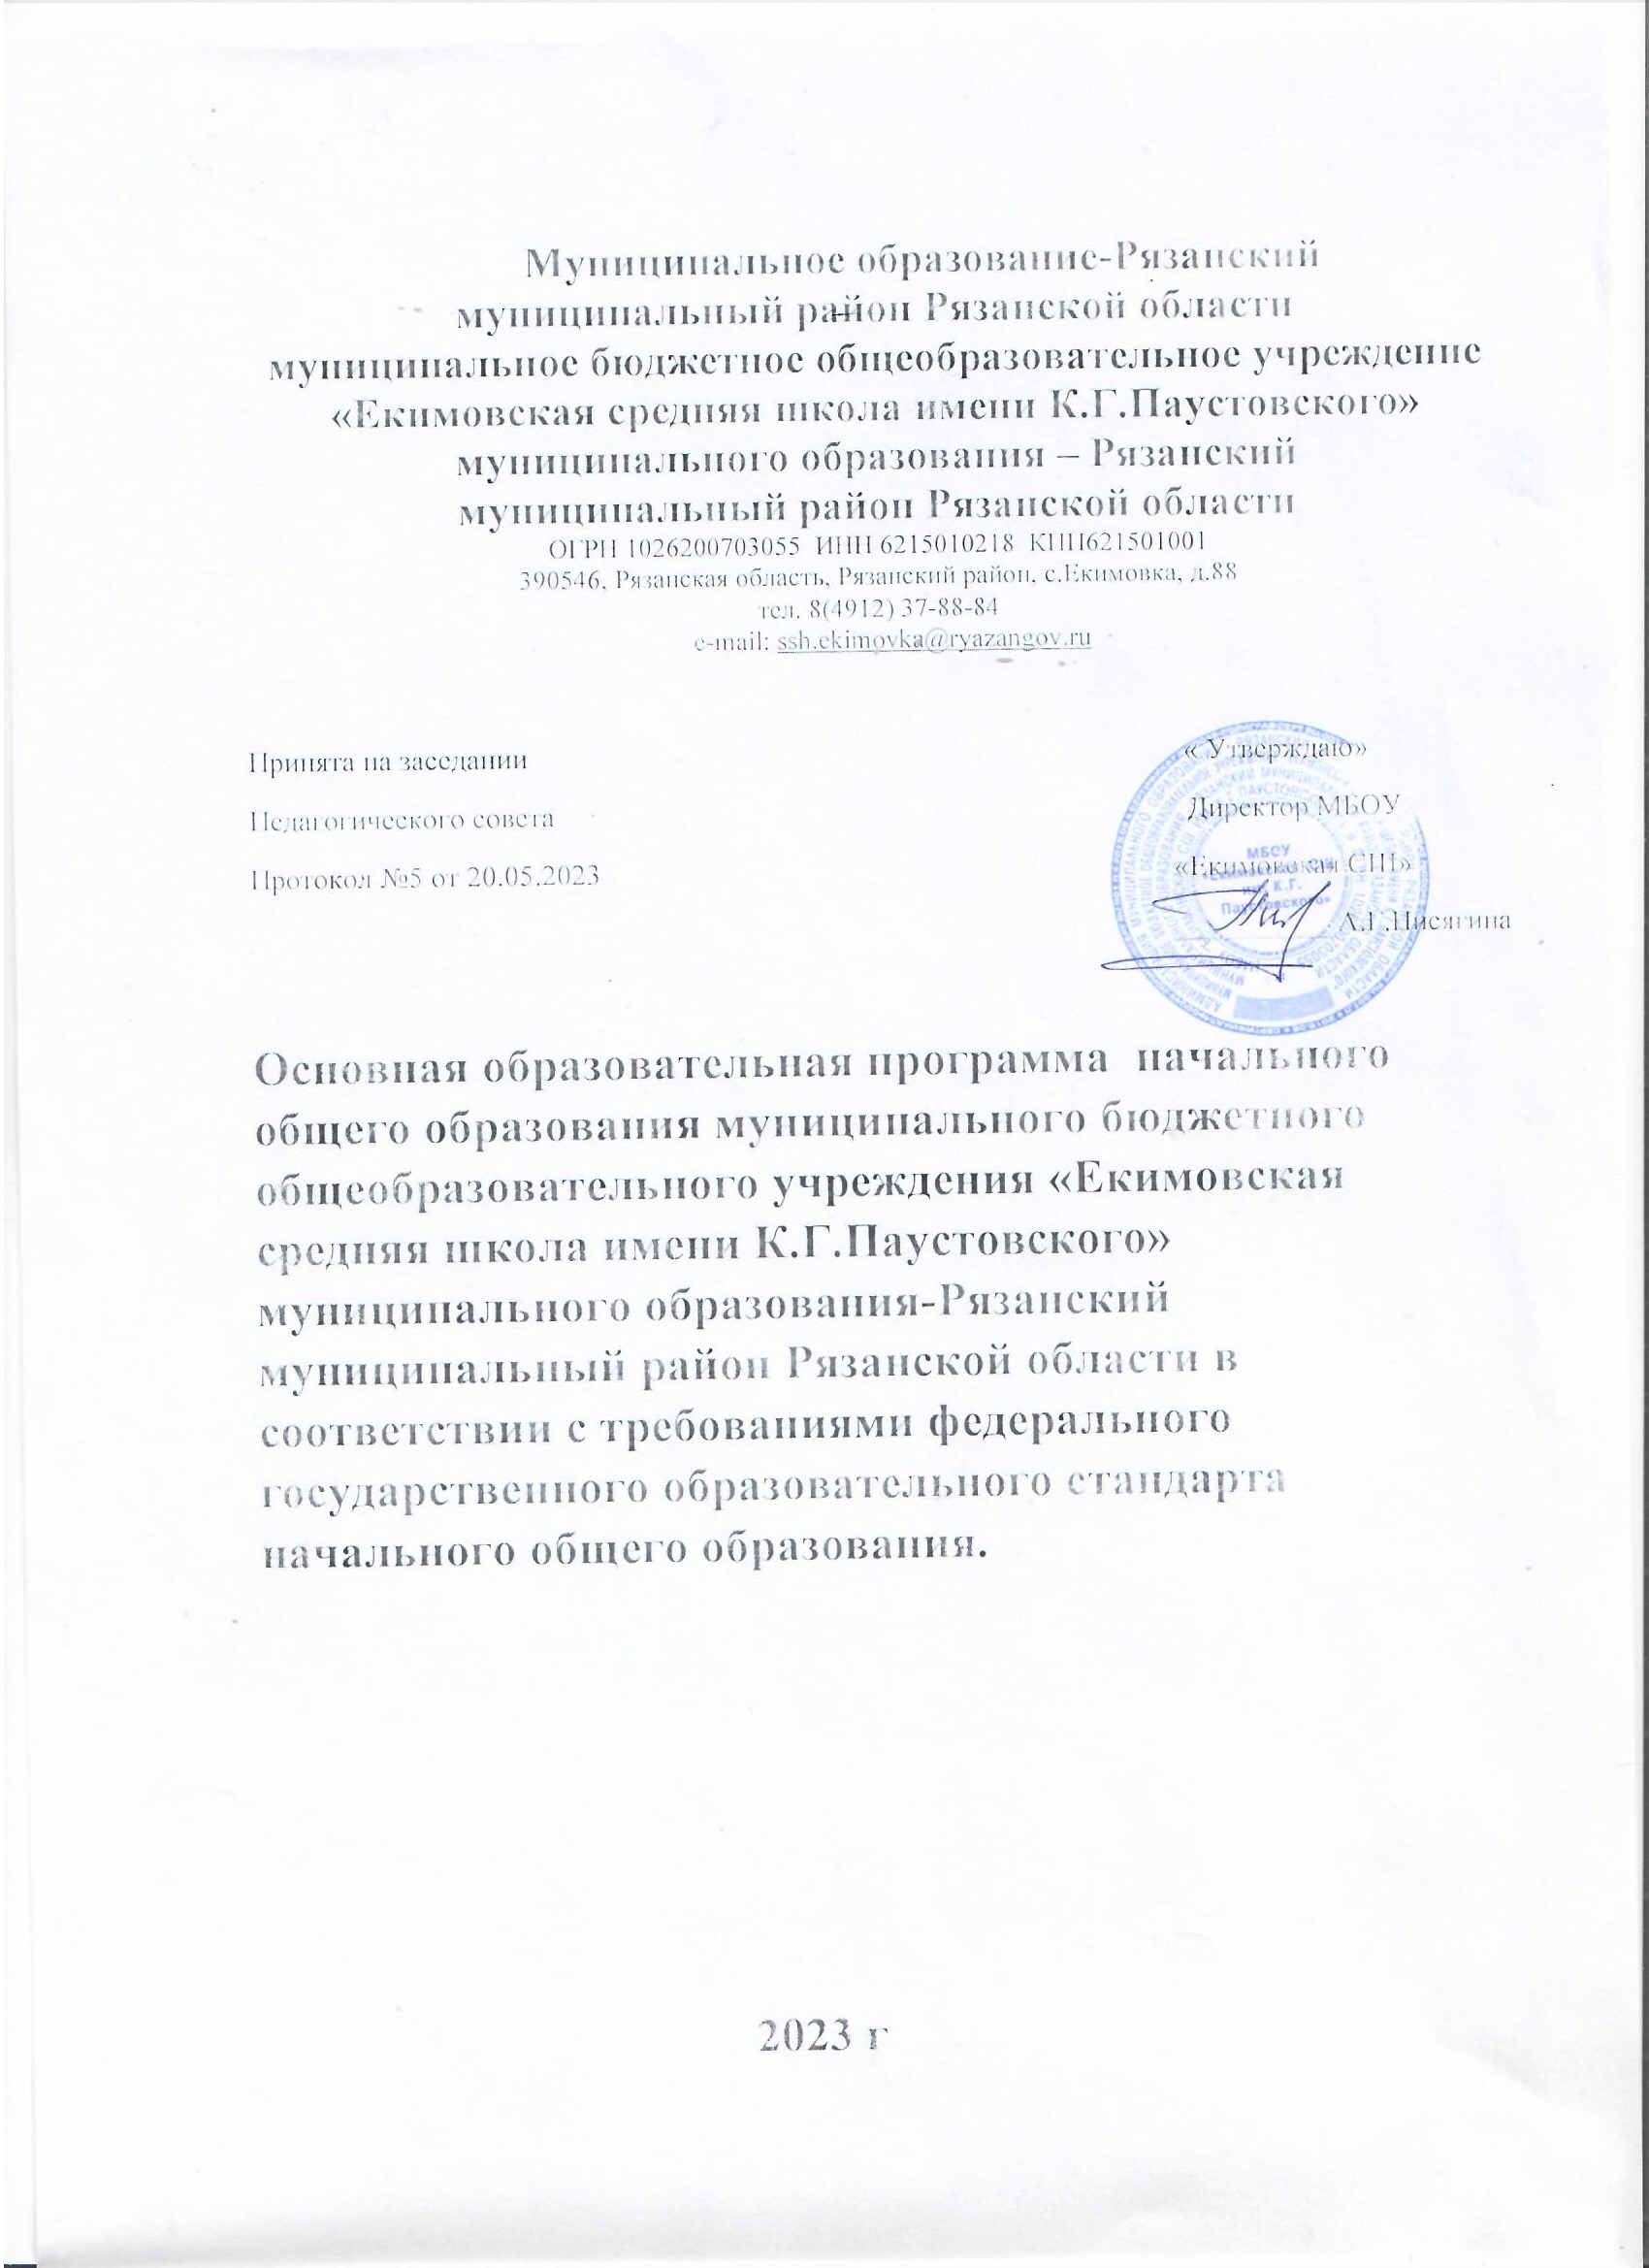 Муниципальное образование-Рязанский
муниципальный район Рязанской области
муниципальное бюджетное общеобразовательное учреждение
«Екимовская средняя школа имени К.Г.Паустовского»
муниципального образования – Рязанский
муниципальный район Рязанской области
ОГРН 1026200703055 ИНН 6215010218 КПП621501001
390546, Рязанская область, Рязанский район, с.Екимовка, д.88
тел. 8(4912) 37-88-84
e-mail: ssh.ekimovka@ryazangov.ru
Принята на заседании
Педагогического совета
Протокол №5 от 20.05.2023
« Утверждаю»
Директор МБОУ
«Екимовская СШ»
МБОУ
К.Г.
Паустовского»
Основная образовательная программа начального
общего образования муниципального бюджетного
общеобразовательного учреждения «Екимовская
средняя школа имени К.Г.Паустовского»
муниципального образования-Рязанский
муниципальный район Рязанской области в
соответствии с требованиями федерального
государственного образовательного стандарта
начального общего образования.
2023 г